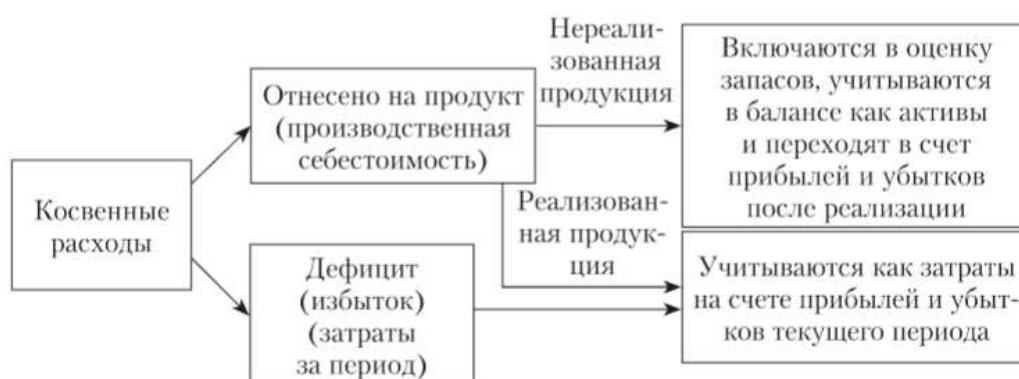 Косвенные
расходы
Отнесено на продукт
(производственная
себестоимость)
Дефицит
(избыток)
(затраты
за период)
Нереали-
зованная
продукция
Реализован-
ная продук-
ция
Включаются в оценку
запасов, учитываются
в балансе как активы
и переходят в счет
прибылей и убытков
после реализации
Учитываются как затраты
на счете прибылей и убыт-
ков текущего периода